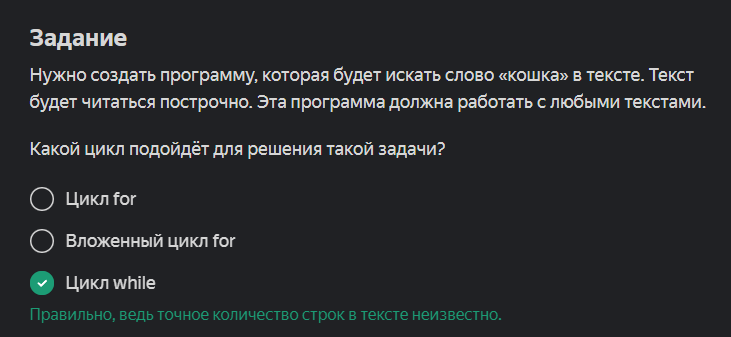 Задание
Нужно создать программу, которая будет искать слово «кошка» в тексте. Текст
будет читаться построчно. Эта программа должна работать с любыми текстами.
Какой цикл подойдёт для решения такой задачи?
Цикл for
Вложенный цикл for
Цикл while
Правильно, ведь точное количество строк в тексте неизвестно.